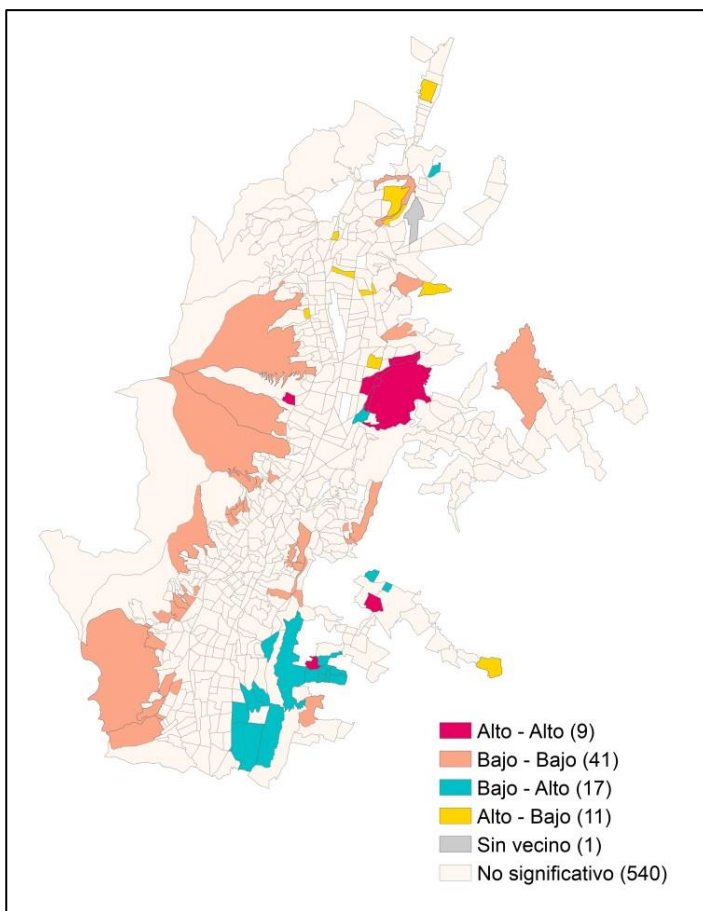 Alto - Alto (9)
Bajo - Bajo (41)
Bajo - Alto (17)
Alto - Bajo (11)
Sin vecino (1)
No significativo (540)